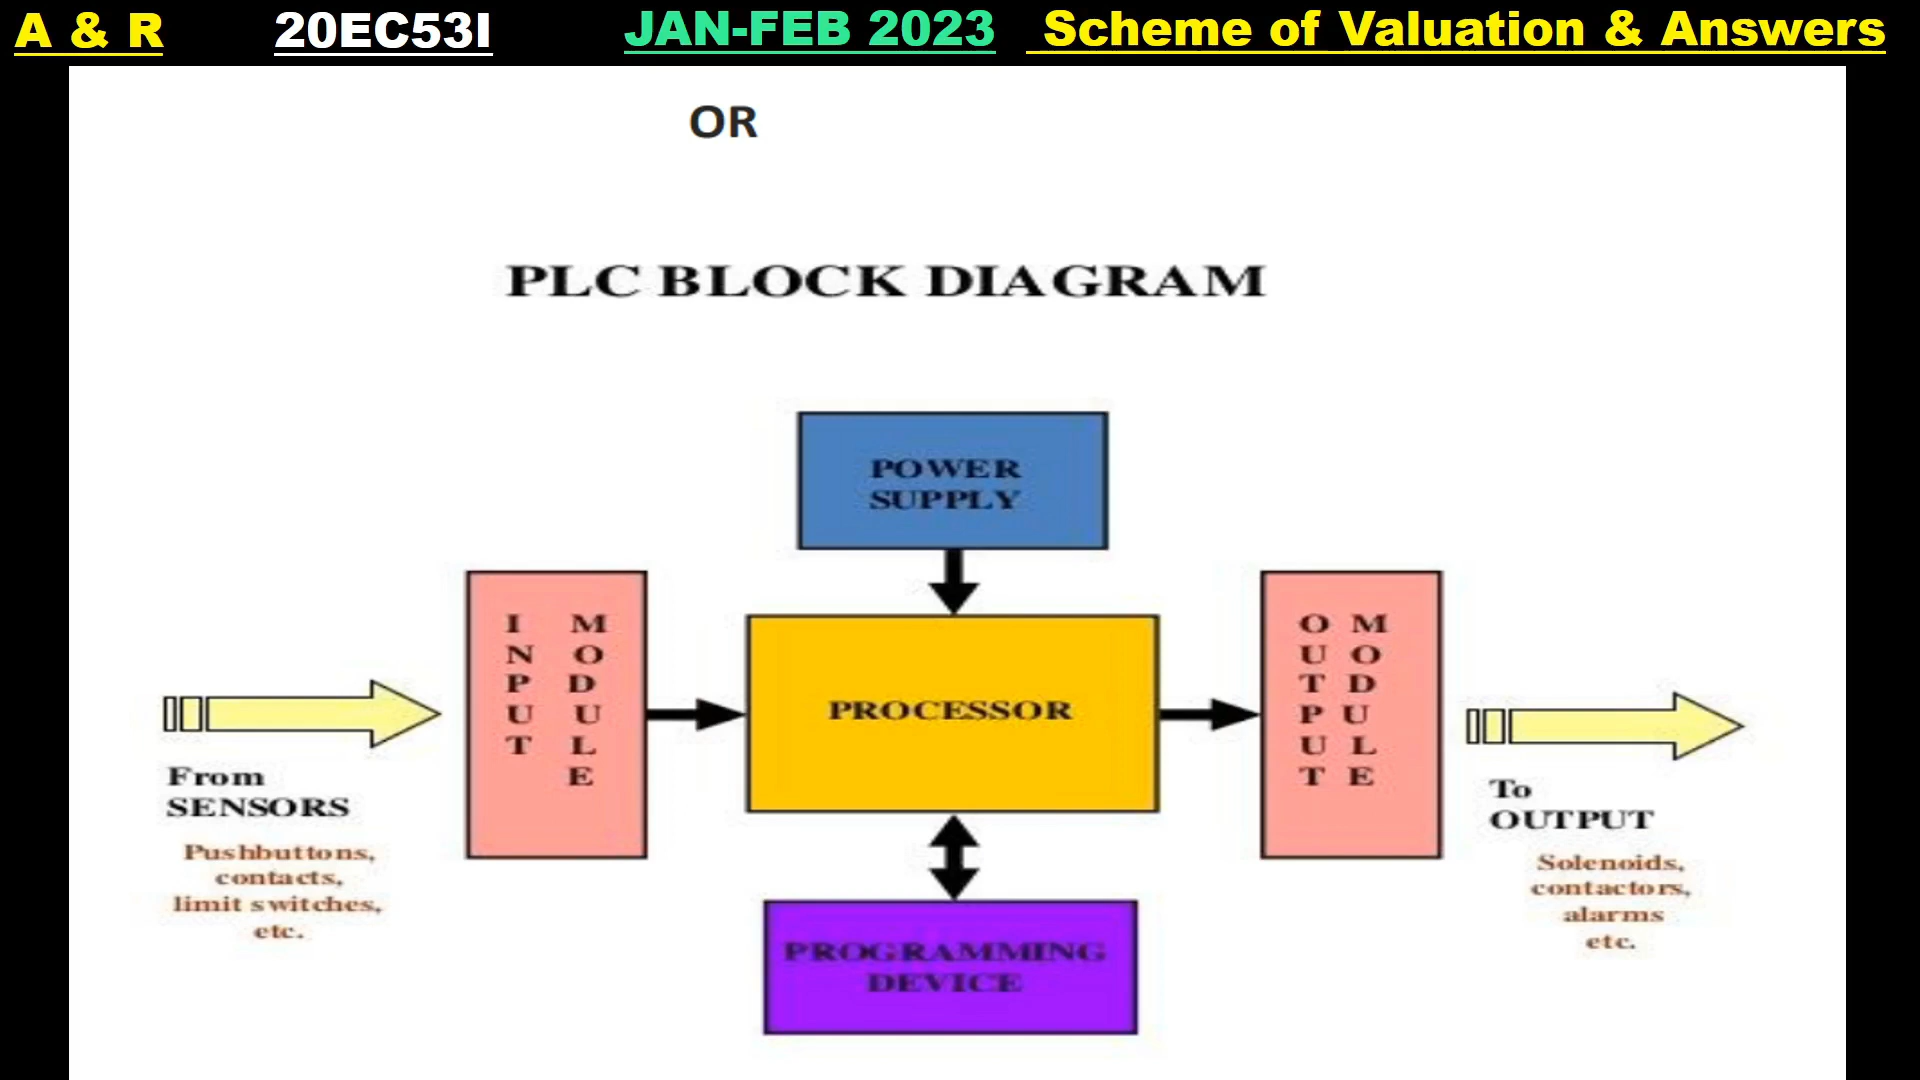 A & R 20EC53I JAN-FEB 2023 Scheme of Valuation & Answers
OR
PLC BLOCK DIAGRAM
POWER
SUPPLY
INPUT MODULE
PROCESSOR
OUTPUT MODULE
From
SENSORS
Pushbuttons,
contacts,
limit switches,
etc.
To
OUTPUT
Solenoids,
contactors,
alarms
etc.
PROGRAMMING
DEVICE